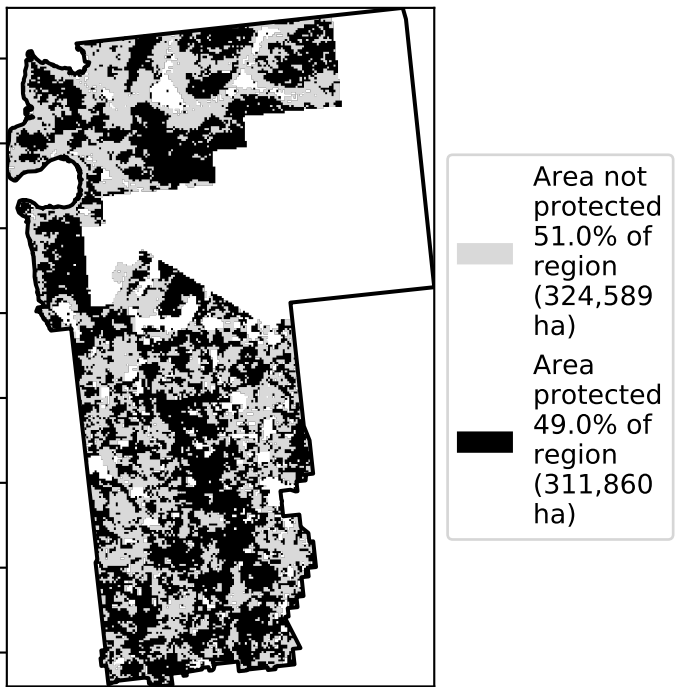 Area not
protected
51.0% of
region
(324,589
ha)
Area
protected
49.0% of
region
(311,860
ha)